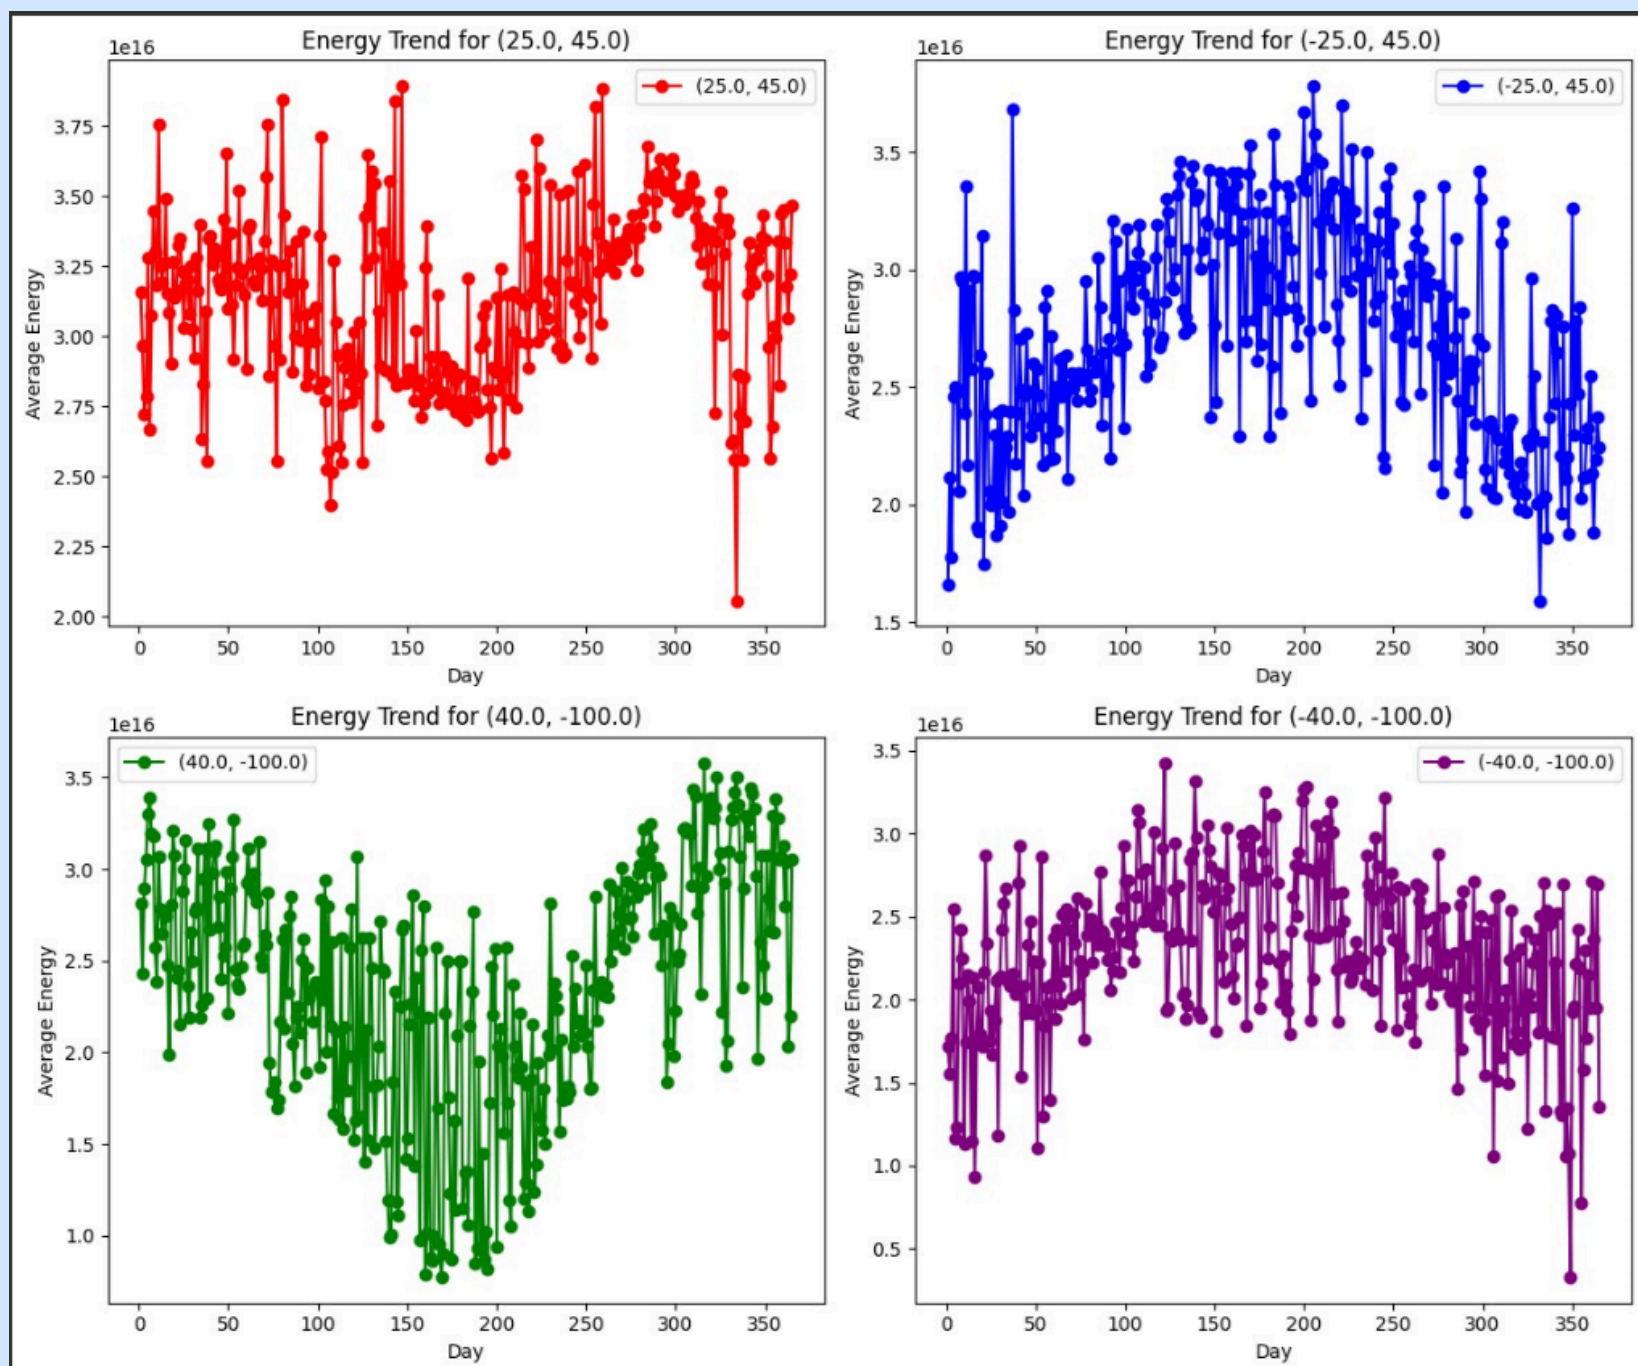 Energy Trend for (25.0, 45.0)
1e16
(25.0, 45.0)
3.75
3.50
3.25
3.00
2.75
2.50
2.25
2.00
Average Energy
0 50 100 150 200 250 300 350
Day
Energy Trend for (-25.0, 45.0)
1e16
(-25.0, 45.0)
3.5
3.0
2.5
2.0
1.5
Average Energy
0 50 100 150 200 250 300 350
Day
Energy Trend for (40.0, -100.0)
1e16
(40.0, -100.0)
3.5
3.0
2.5
2.0
1.5
1.0
Average Energy
0 50 100 150 200 250 300 350
Day
Energy Trend for (-40.0, -100.0)
1e16
(-40.0, -100.0)
3.5
3.0
2.5
2.0
1.5
1.0
0.5
Average Energy
0 50 100 150 200 250 300 350
Day